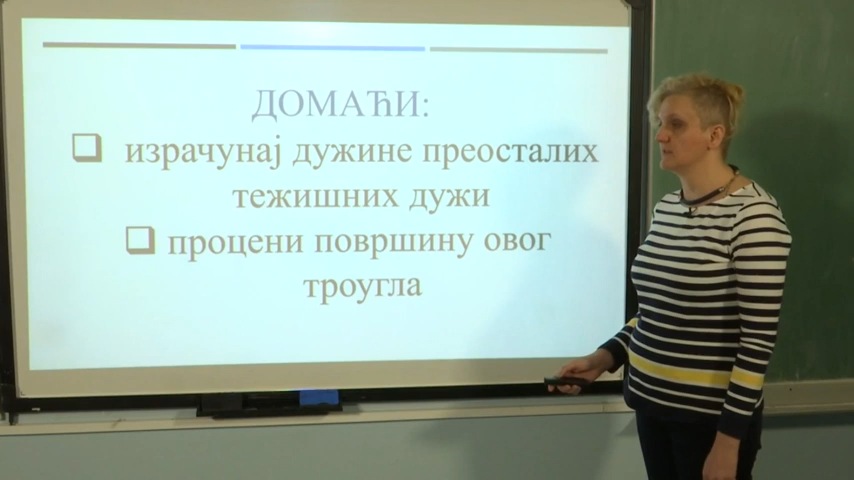 ДОМАЋИ:
❑ израчунај дужине преосталих
тежишних дужи
❑ процени површину овог
троугла